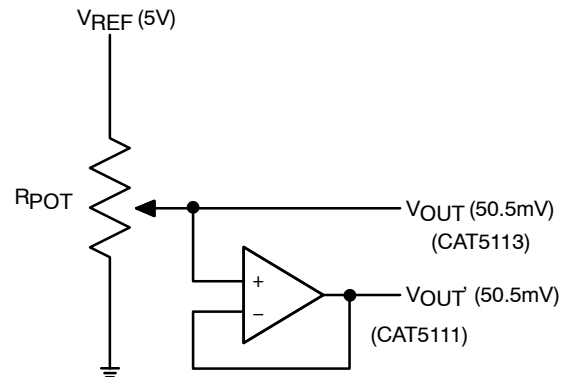 VREF (5V)
RPOT
VOUT (50.5mV)
(CAT5113)
+
−
VOUT' (50.5mV)
(CAT5111)